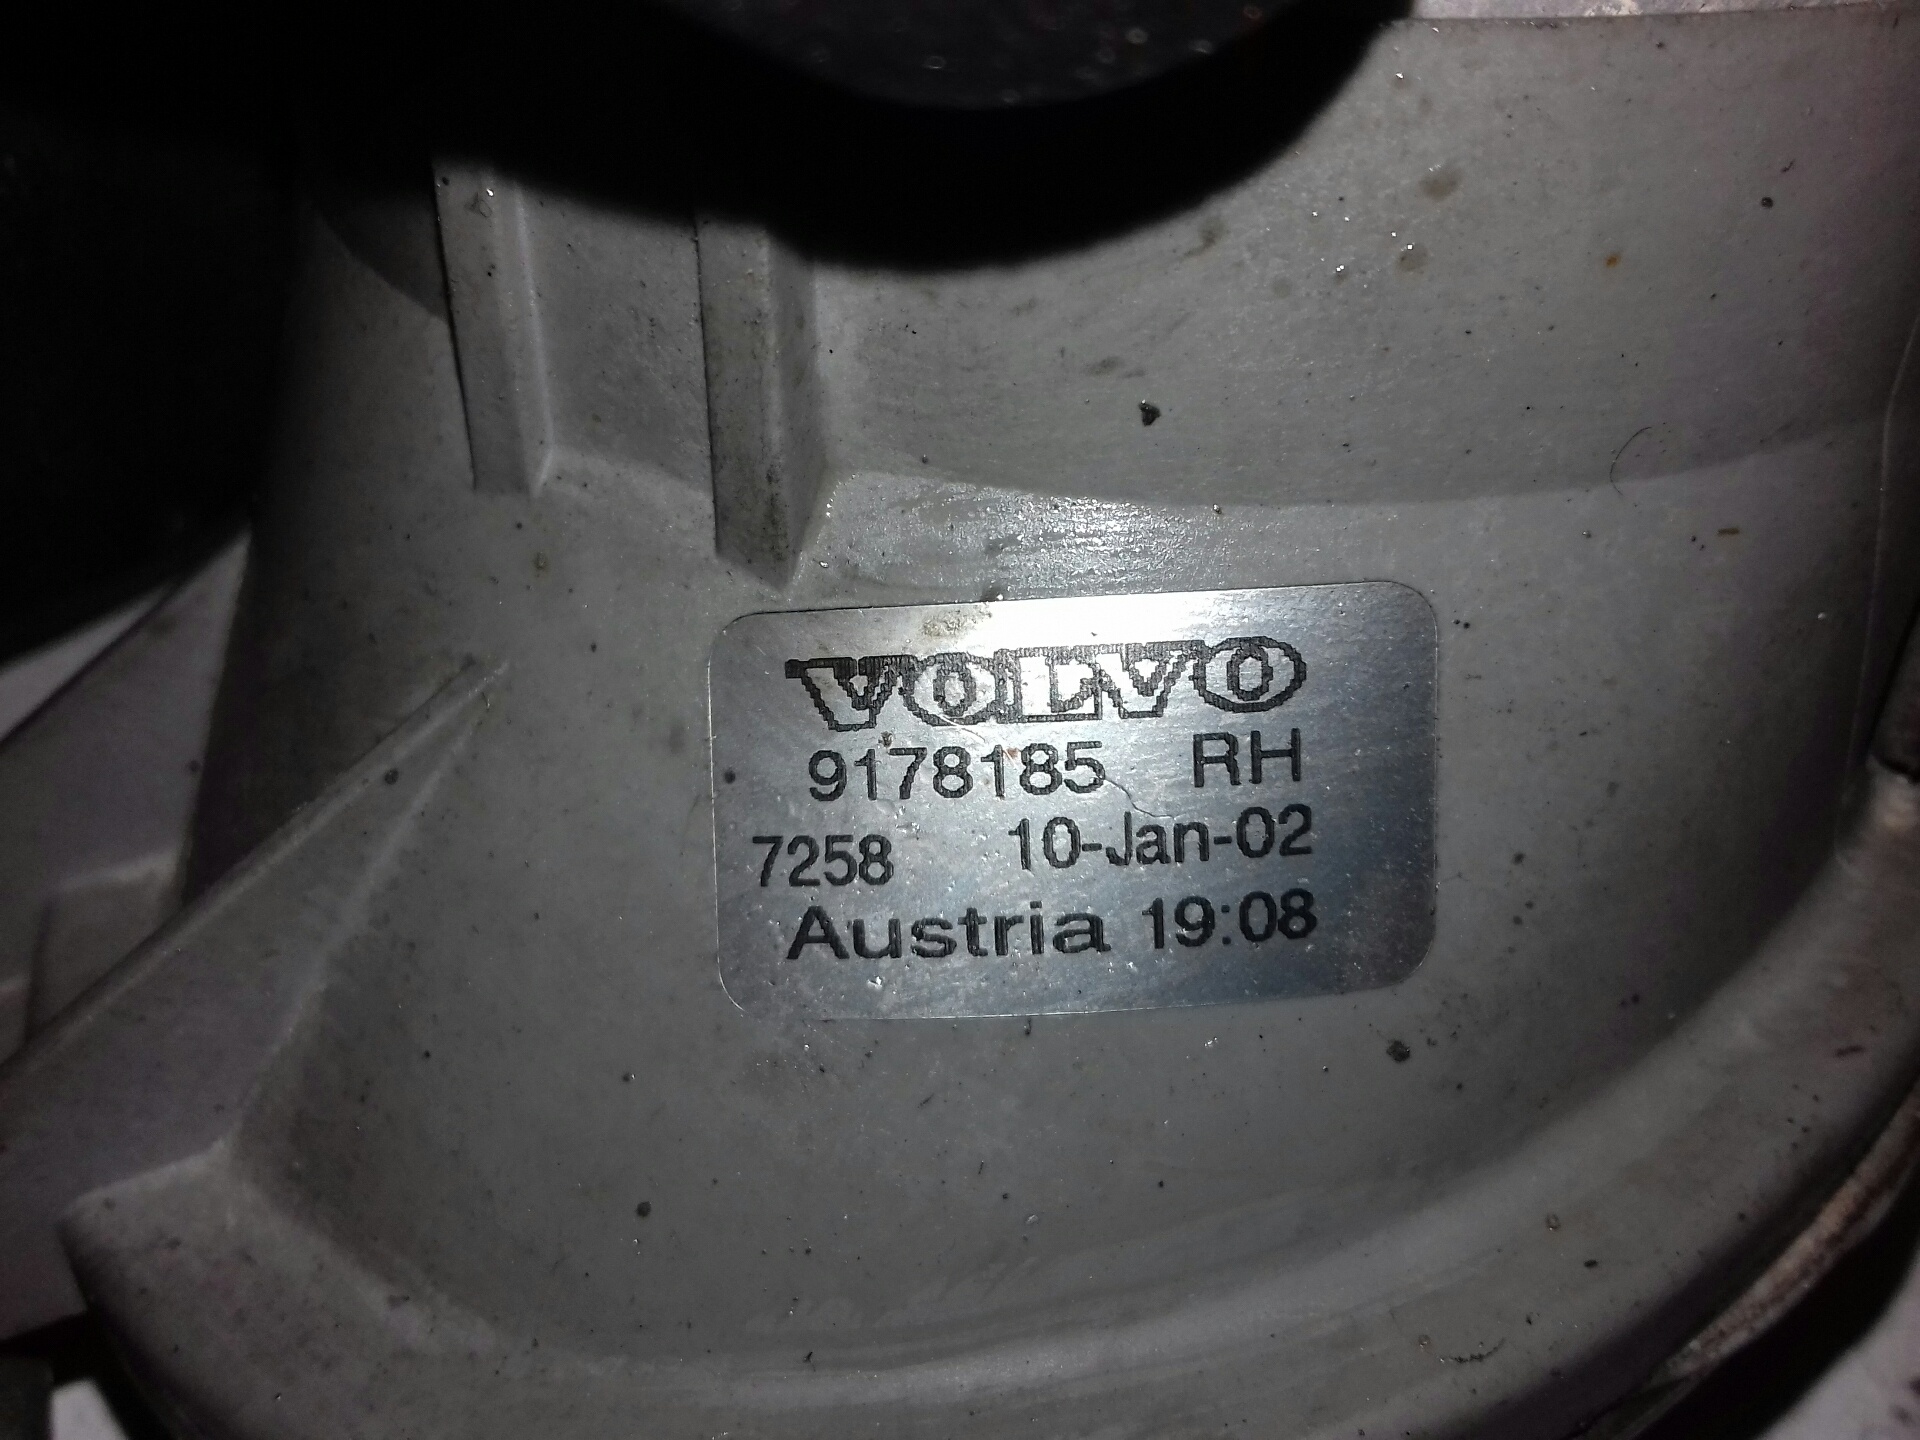 VOLVO
9178185 RH
7258 10-Jan-02
Austria 19:08